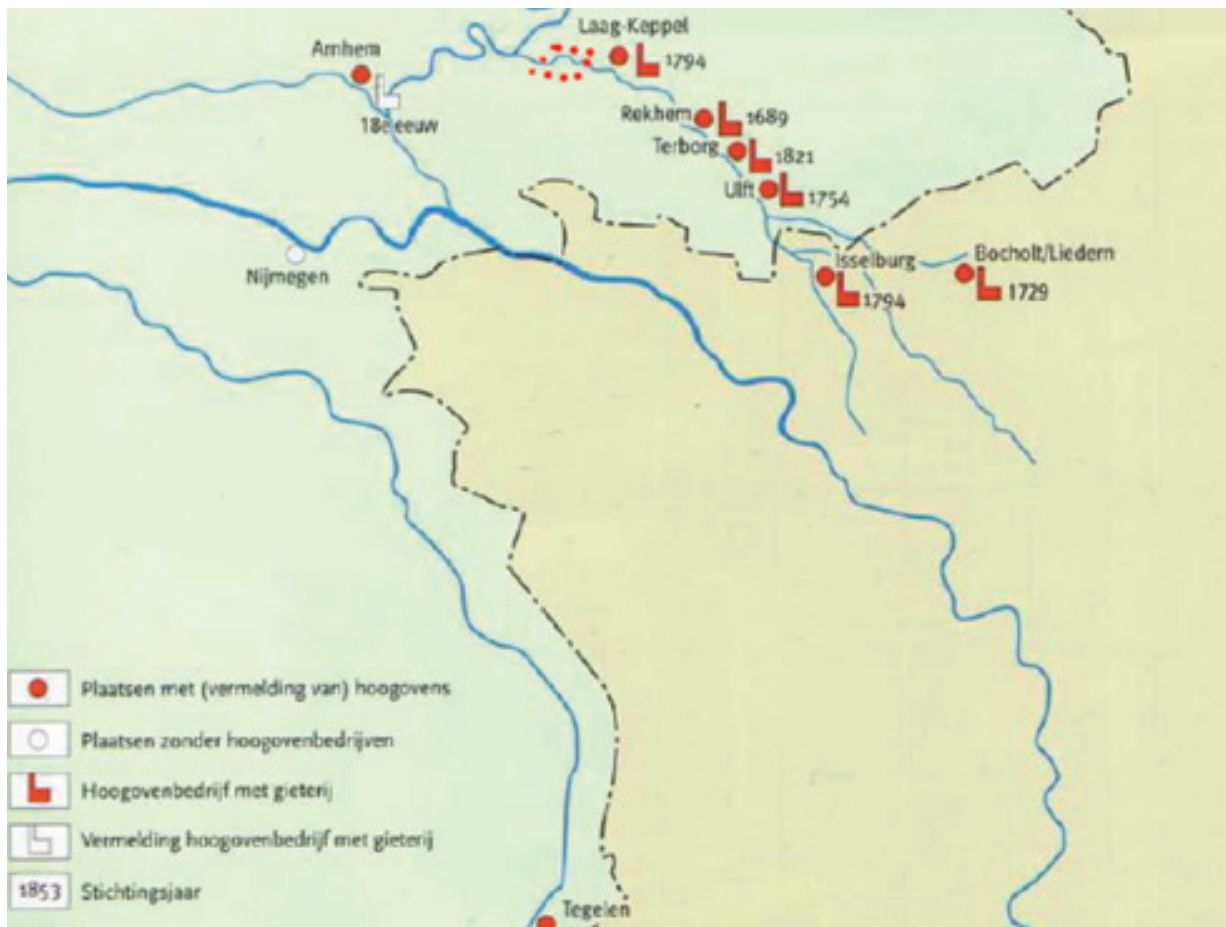 Laag-Keppel
1794
Arnhem
18e eeuw
Rekhem
1689
Terborg
1821
Ulft
1754
Nijmegen
Isselburg
1794
Bocholt/Liedern
1729
Plaatsen met (vermelding van) hoogovens
Plaatsen zonder hoogovenbedrijven
Hoogovenbedrijf met gieterij
Vermelding hoogovenbedrijf met gieterij
1853 Stichtingsjaar
Tegelen